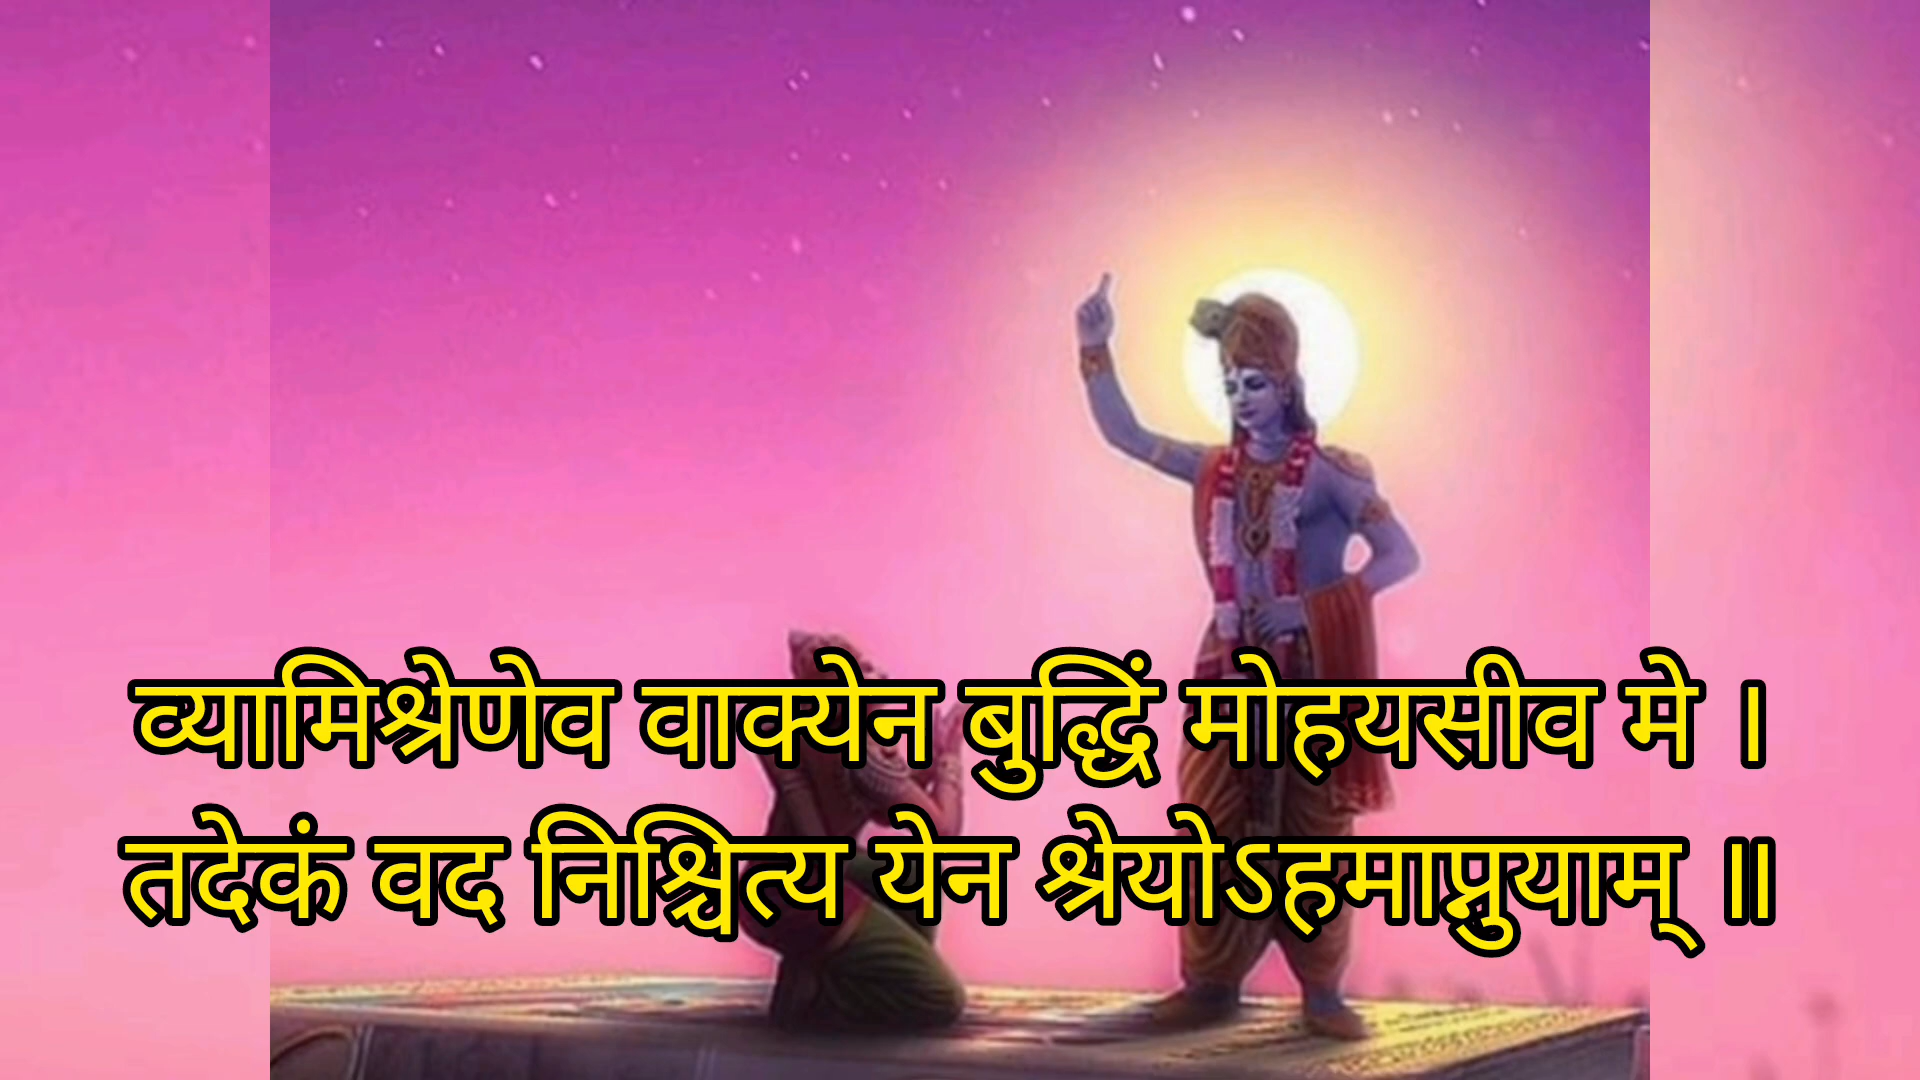 व्यामिश्रेणेव वाक्येन बुद्धिं मोहयसीव मे ।
तदेकं वद निश्चित्य येन श्रेयोऽहमाप्नुयाम् ॥